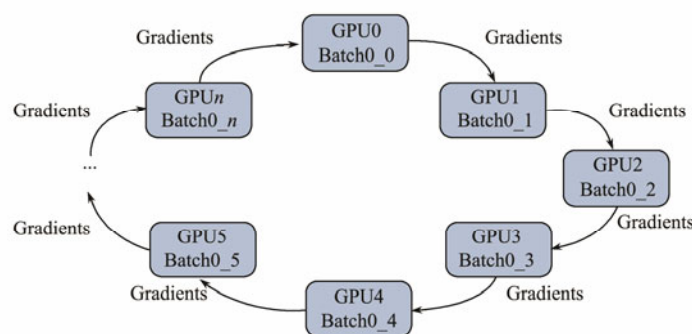 Gradients
GPU0
Batch0_0
Gradients
GPU1
Batch0_1
Gradients
GPU2
Batch0_2
Gradients
GPU3
Batch0_3
Gradients
GPU4
Batch0_4
Gradients
GPU5
Batch0_5
Gradients
...
Gradients
GPUn
Batch0_n